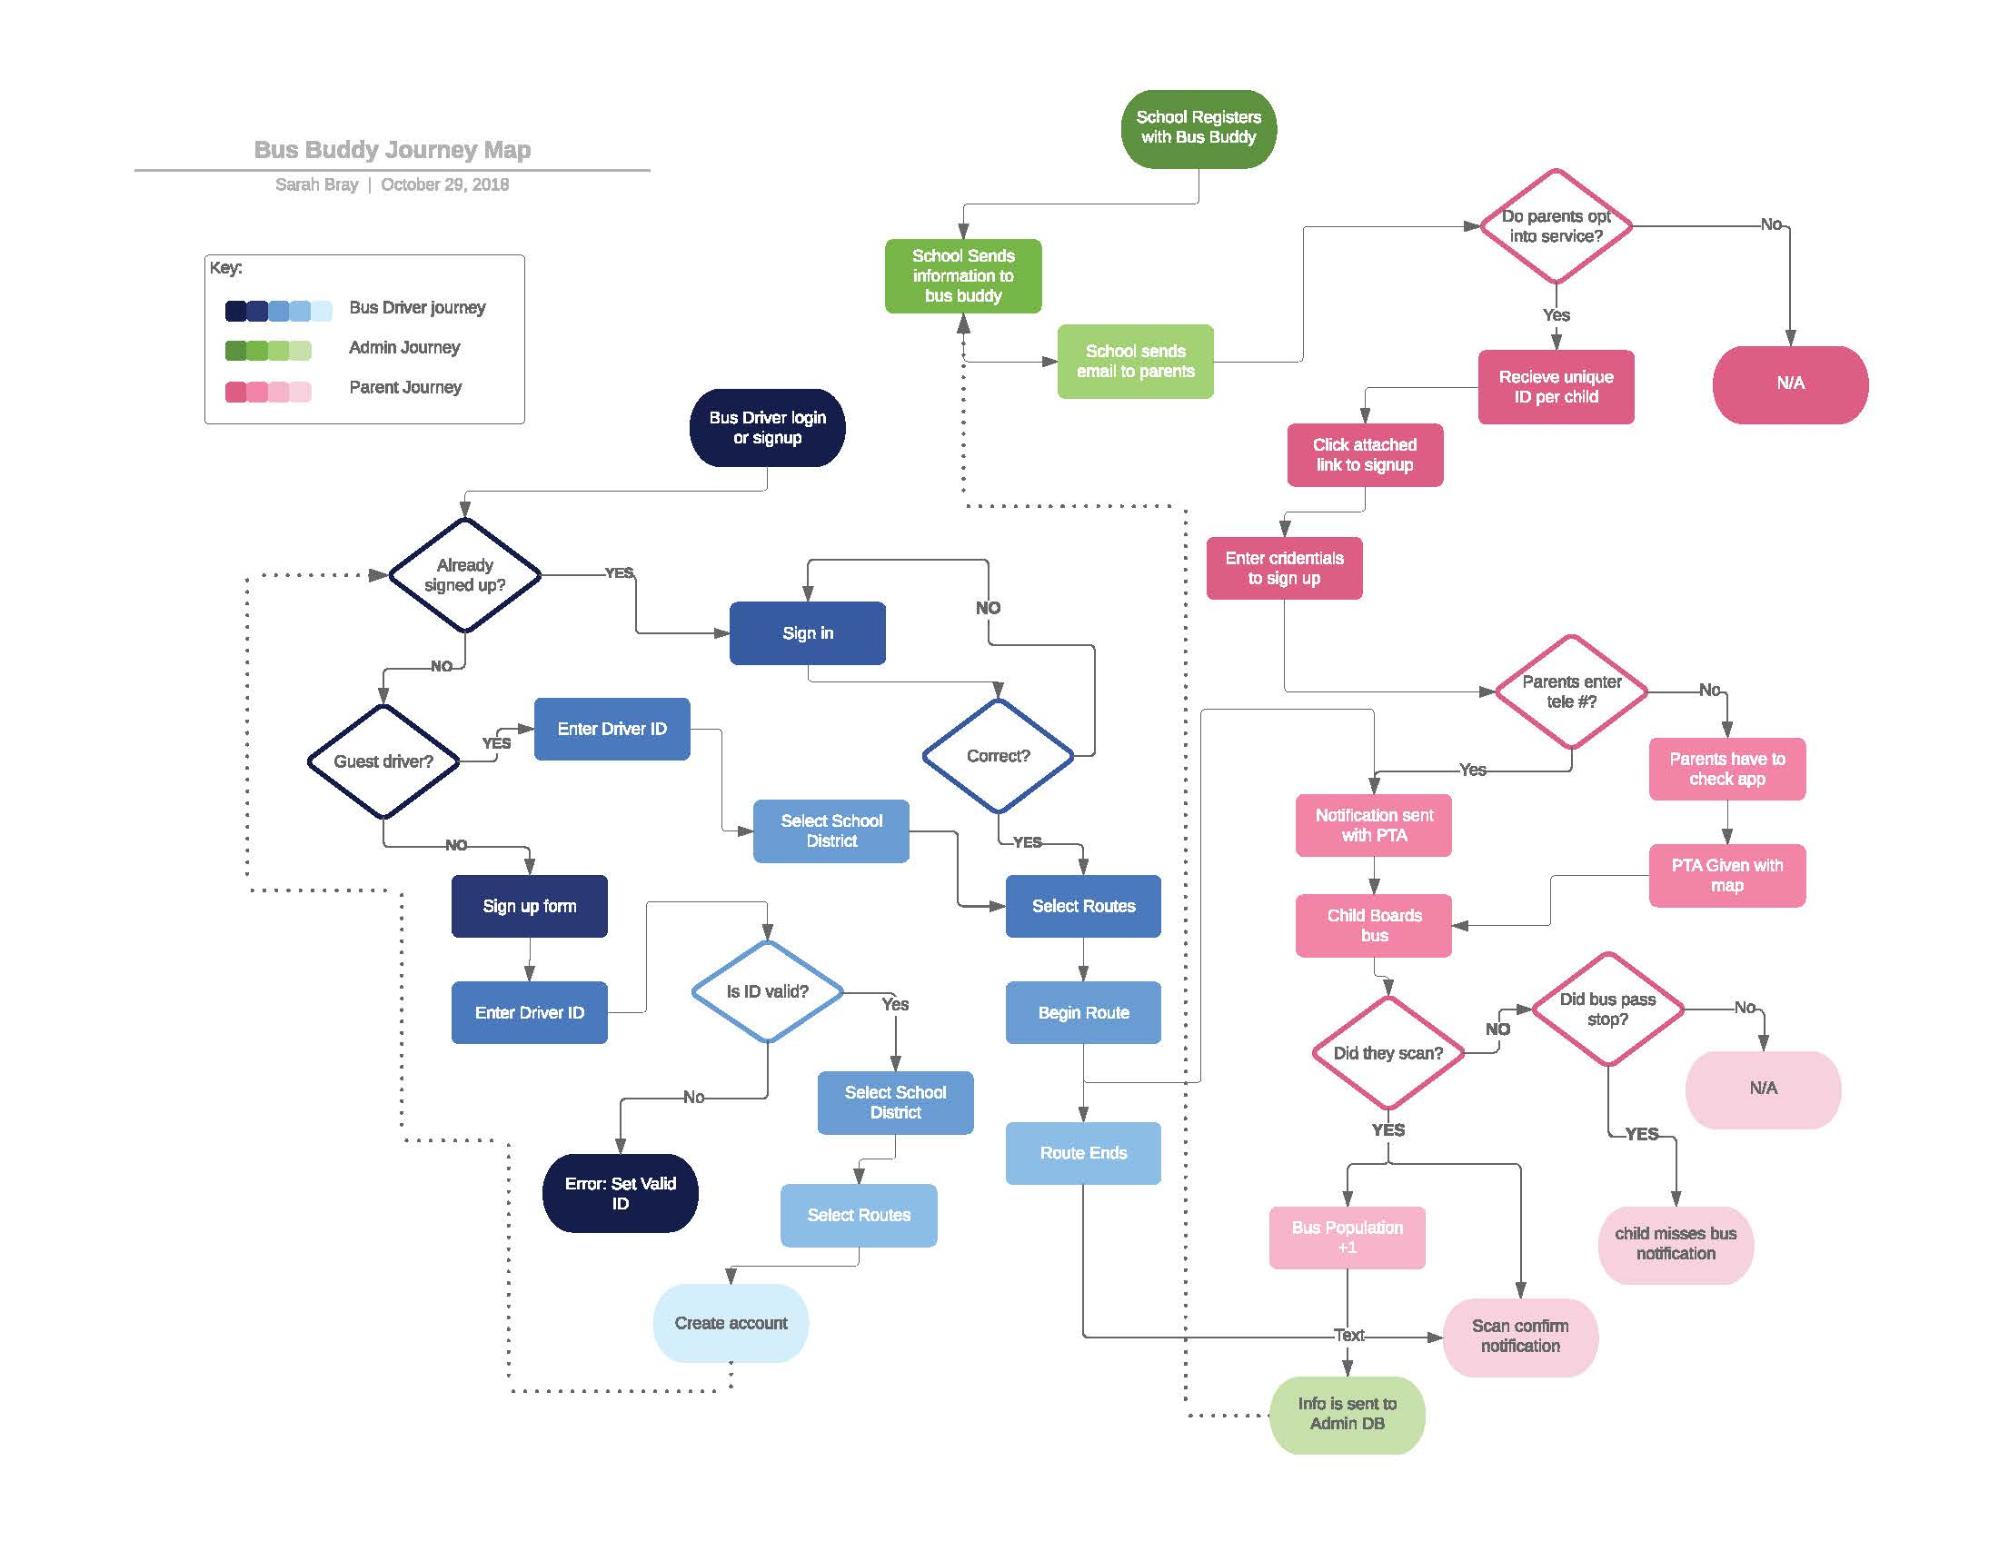 Bus Buddy Journey Map
Sarah Bray | October 29, 2018
Key:
Bus Driver journey
Admin Journey
Parent Journey
School Registers
with Bus Buddy
School Sends
information to
bus buddy
School sends
email to parents
Do parents opt
into service?
No
Yes
N/A
Recieve unique
ID per child
Click attached
link to signup
Enter cridentials
to sign up
Parents enter
tele #?
No
Yes
Parents have to
check app
PTA Given with
map
Notification sent
with PTA
Child Boards
bus
Did they scan?
NO
YES
Did bus pass
stop?
No
N/A
YES
child misses bus
notification
Bus Population
+1
Text
Scan confirm
notification
Info is sent to
Admin DB
Bus Driver login
or signup
Already
signed up?
YES
NO
Sign in
NO
Correct?
YES
Guest driver?
YES
Enter Driver ID
Select School
District
NO
Sign up form
Enter Driver ID
Is ID valid?
Yes
No
Error: Set Valid
ID
Select School
District
Select Routes
Create account
Select Routes
Begin Route
Route Ends